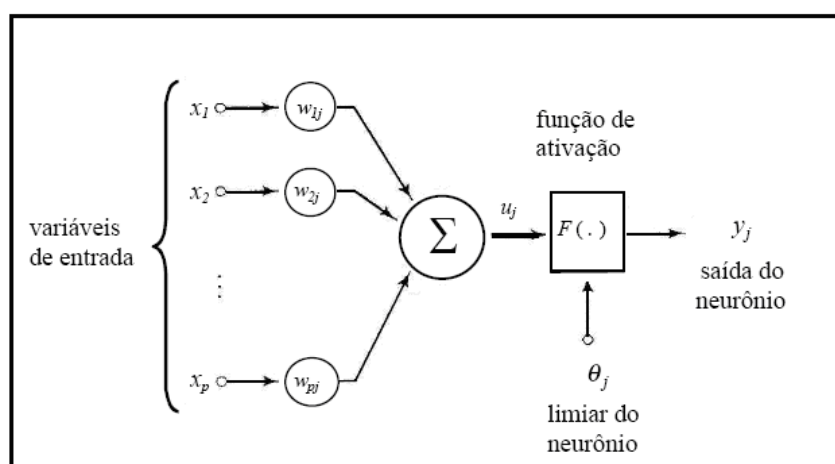 variáveis
de entrada
x₁
w₁ⱼ
x₂
w₂ⱼ
⋮
xₚ
wₚⱼ
Σ
uⱼ
função de
ativação
F(.)
yⱼ
saída do
neurônio
θⱼ
limiar do
neurônio